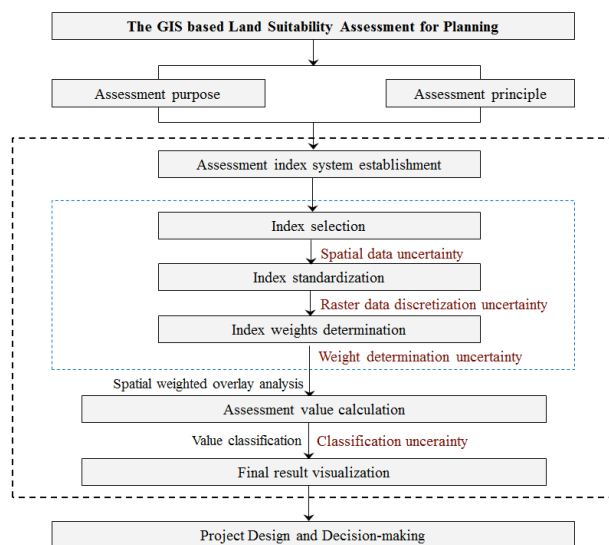 The GIS based Land Suitability Assessment for Planning
Assessment purpose
Assessment principle
Assessment index system establishment
Index selection
Spatial data uncertainty
Index standardization
Raster data discretization uncertainty
Index weights determination
Weight determination uncertainty
Spatial weighted overlay analysis
Assessment value calculation
Value classification
Classification uncerainty
Final result visualization
Project Design and Decision-making